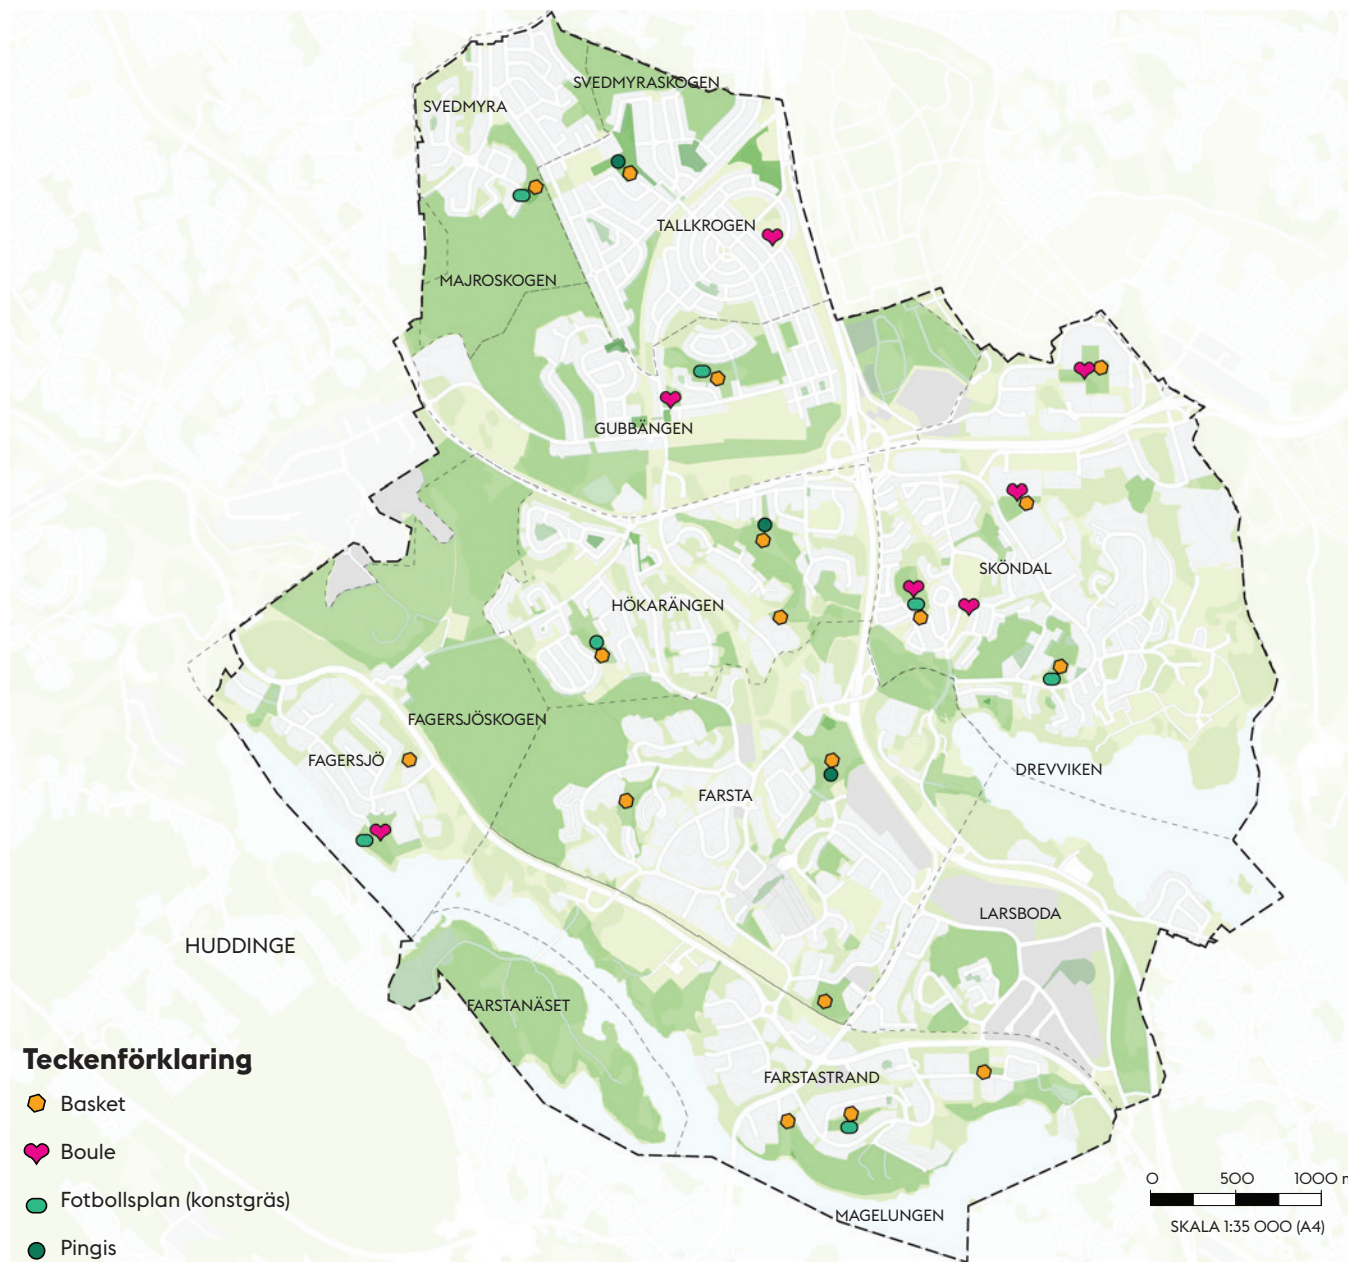 SVEDMYRASKOGEN
SVEDMYRA
TALLKROGEN
MAJROSKOGEN
GUBBÄNGEN
SKÖNDAL
HÖKARÄNGEN
FAGERSJÖSKOGEN
FAGERSJÖ
DREVVIKEN
FARSTA
LARSBODA
HUDDINGE
FARSTANÄSET
FARSTASTRAND
MAGELUNGEN
Teckenförklaring
Basket
Boule
Fotbollsplan (konstgräs)
Pingis
0 500 1000 m
SKALA 1:35 000 (A4)